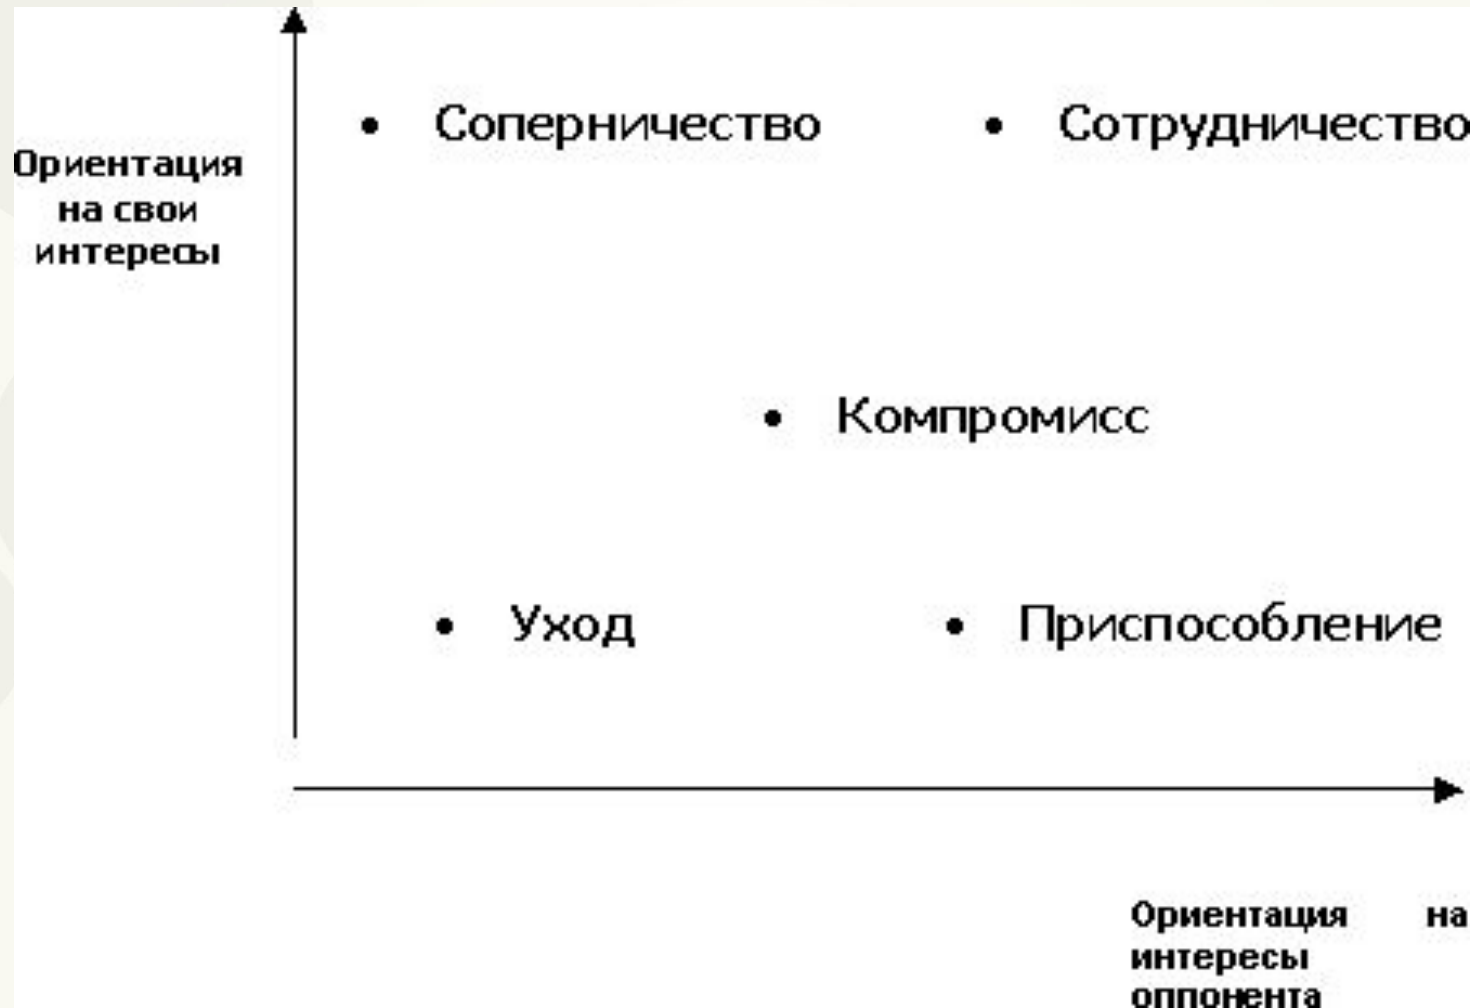 • Соперничество
• Сотрудничество
Ориентация
на свои
интересы
• Компромисс
• Уход
• Приспособление
Ориентация на
интересы
оппонента